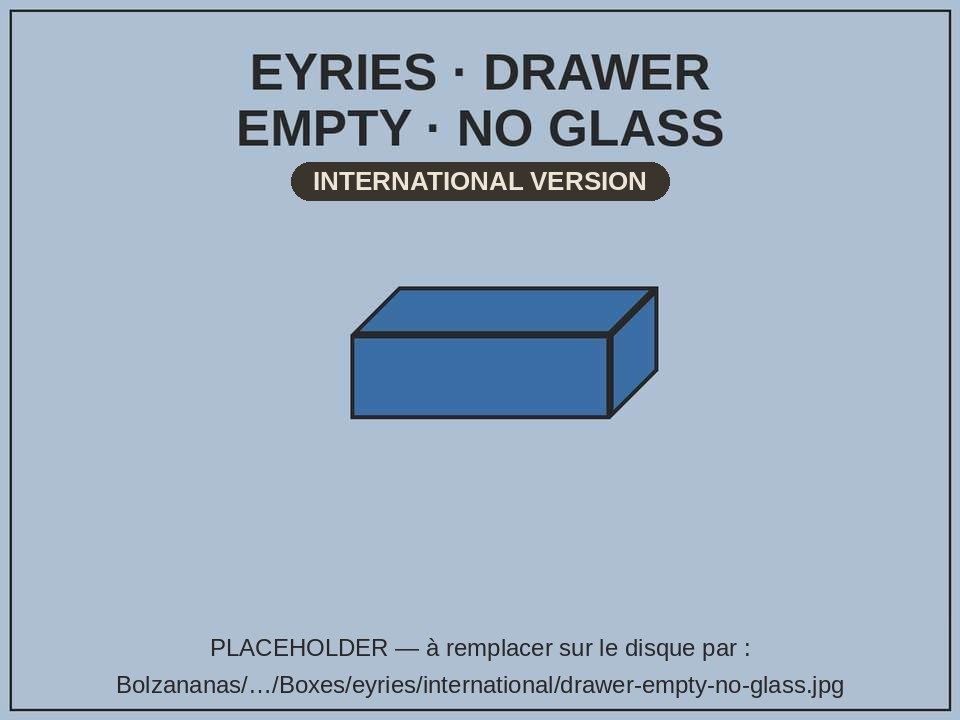 EYRIES · DRAWER
EMPTY · NO GLASS
INTERNATIONAL VERSION
PLACEHOLDER — à remplacer sur le disque par :
Bolzananas/…/Boxes/eyries/international/drawer-empty-no-glass.jpg